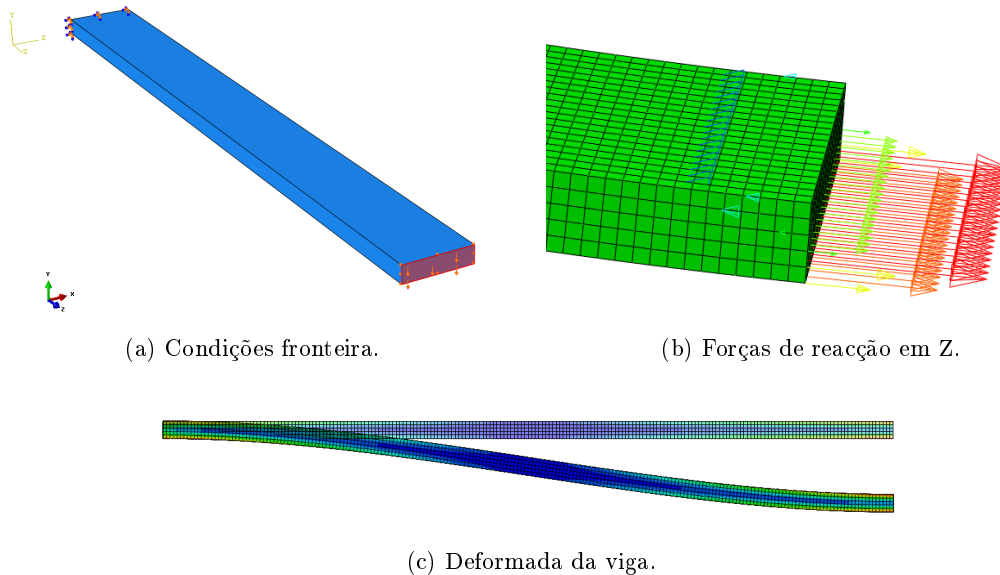 Y
X
Z
Y
X
Z
(a) Condições fronteira.
(b) Forças de reacção em Z.
(c) Deformada da viga.